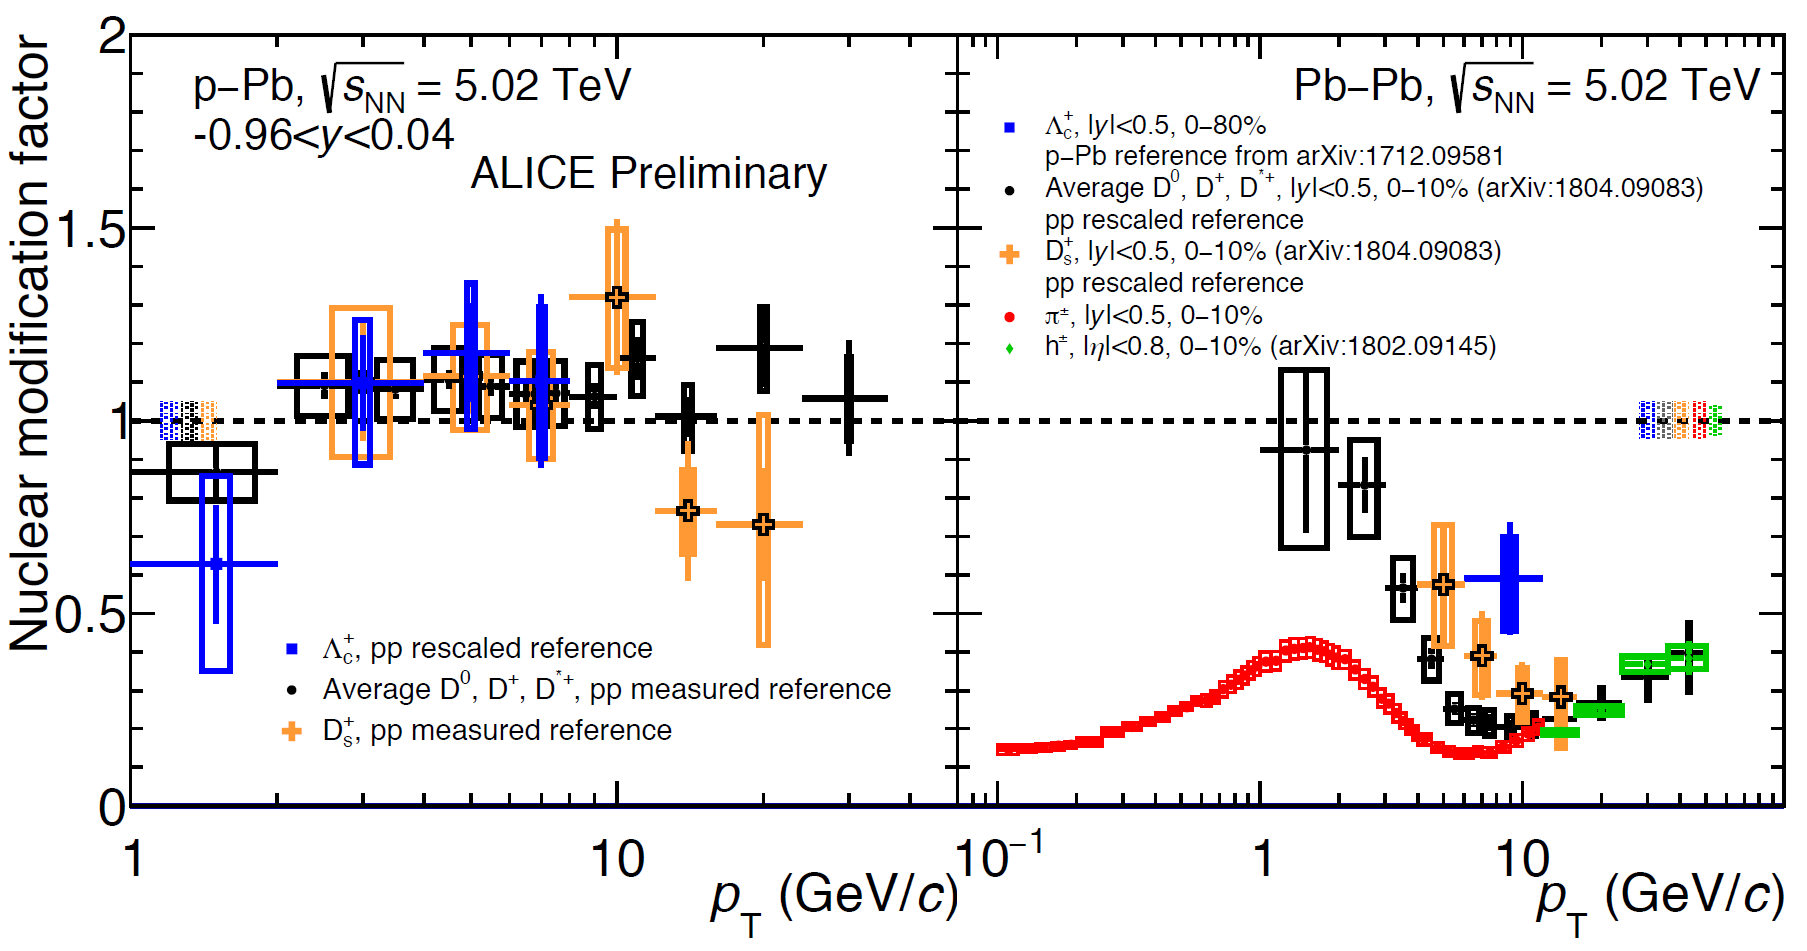 Nuclear modification factor
2
1.5
1
0.5
0
p−Pb, √sNN = 5.02 TeV
-0.96<y<0.04
ALICE Preliminary
Λc+, pp rescaled reference
Average D0, D+, D*+, pp measured reference
Ds+, pp measured reference
1
10
pT (GeV/c)
Pb−Pb, √sNN = 5.02 TeV
Λc+, |y|<0.5, 0−80%
p−Pb reference from arXiv:1712.09581
Average D0, D+, D*+, |y|<0.5, 0−10% (arXiv:1804.09083)
pp rescaled reference
Ds+, |y|<0.5, 0−10% (arXiv:1804.09083)
pp rescaled reference
π±, |y|<0.5, 0−10%
h±, |η|<0.8, 0−10% (arXiv:1802.09145)
10−1
1
10
pT (GeV/c)